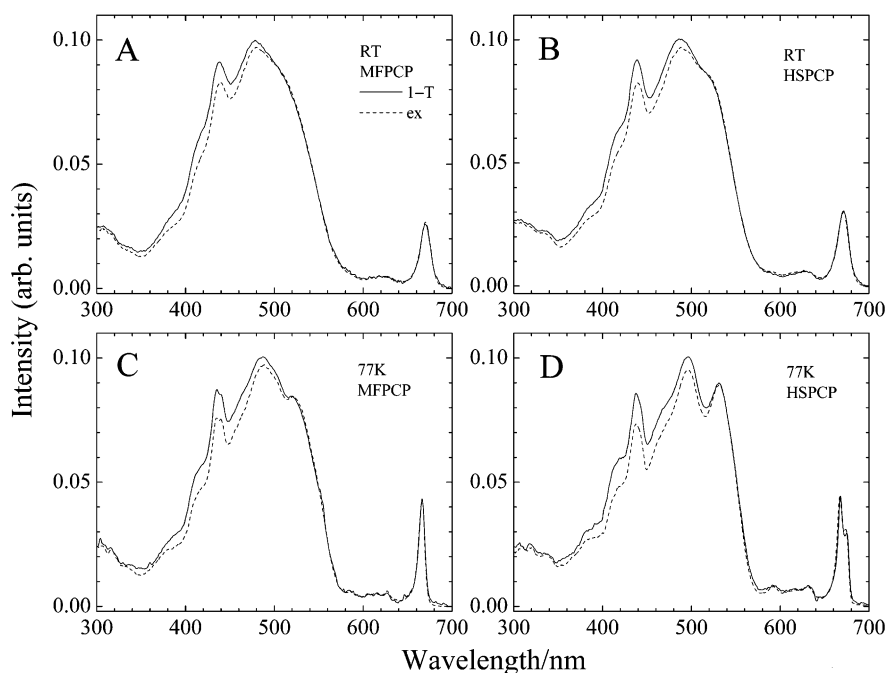 A
RT
MFPCP
1-T
ex
B
RT
HSPCP
0.10
0.05
0.00
300 400 500 600 700
300 400 500 600 700
C
77K
MFPCP
D
77K
HSPCP
0.10
0.05
0.00
300 400 500 600 700
300 400 500 600 700
Intensity (arb. units)
Wavelength/nm